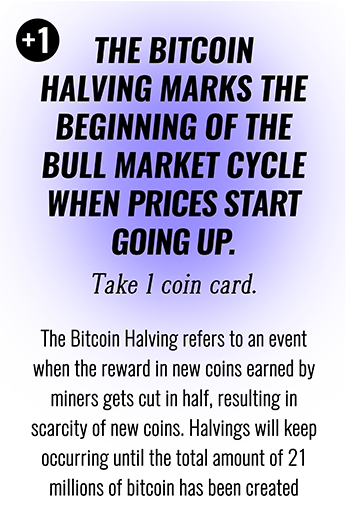 +1
THE BITCOIN
HALVING MARKS THE
BEGINNING OF THE
BULL MARKET CYCLE
WHEN PRICES START
GOING UP.
Take 1 coin card.
The Bitcoin Halving refers to an event
when the reward in new coins earned by
miners gets cut in half, resulting in
scarcity of new coins. Halvings will keep
occurring until the total amount of 21
millions of bitcoin has been created